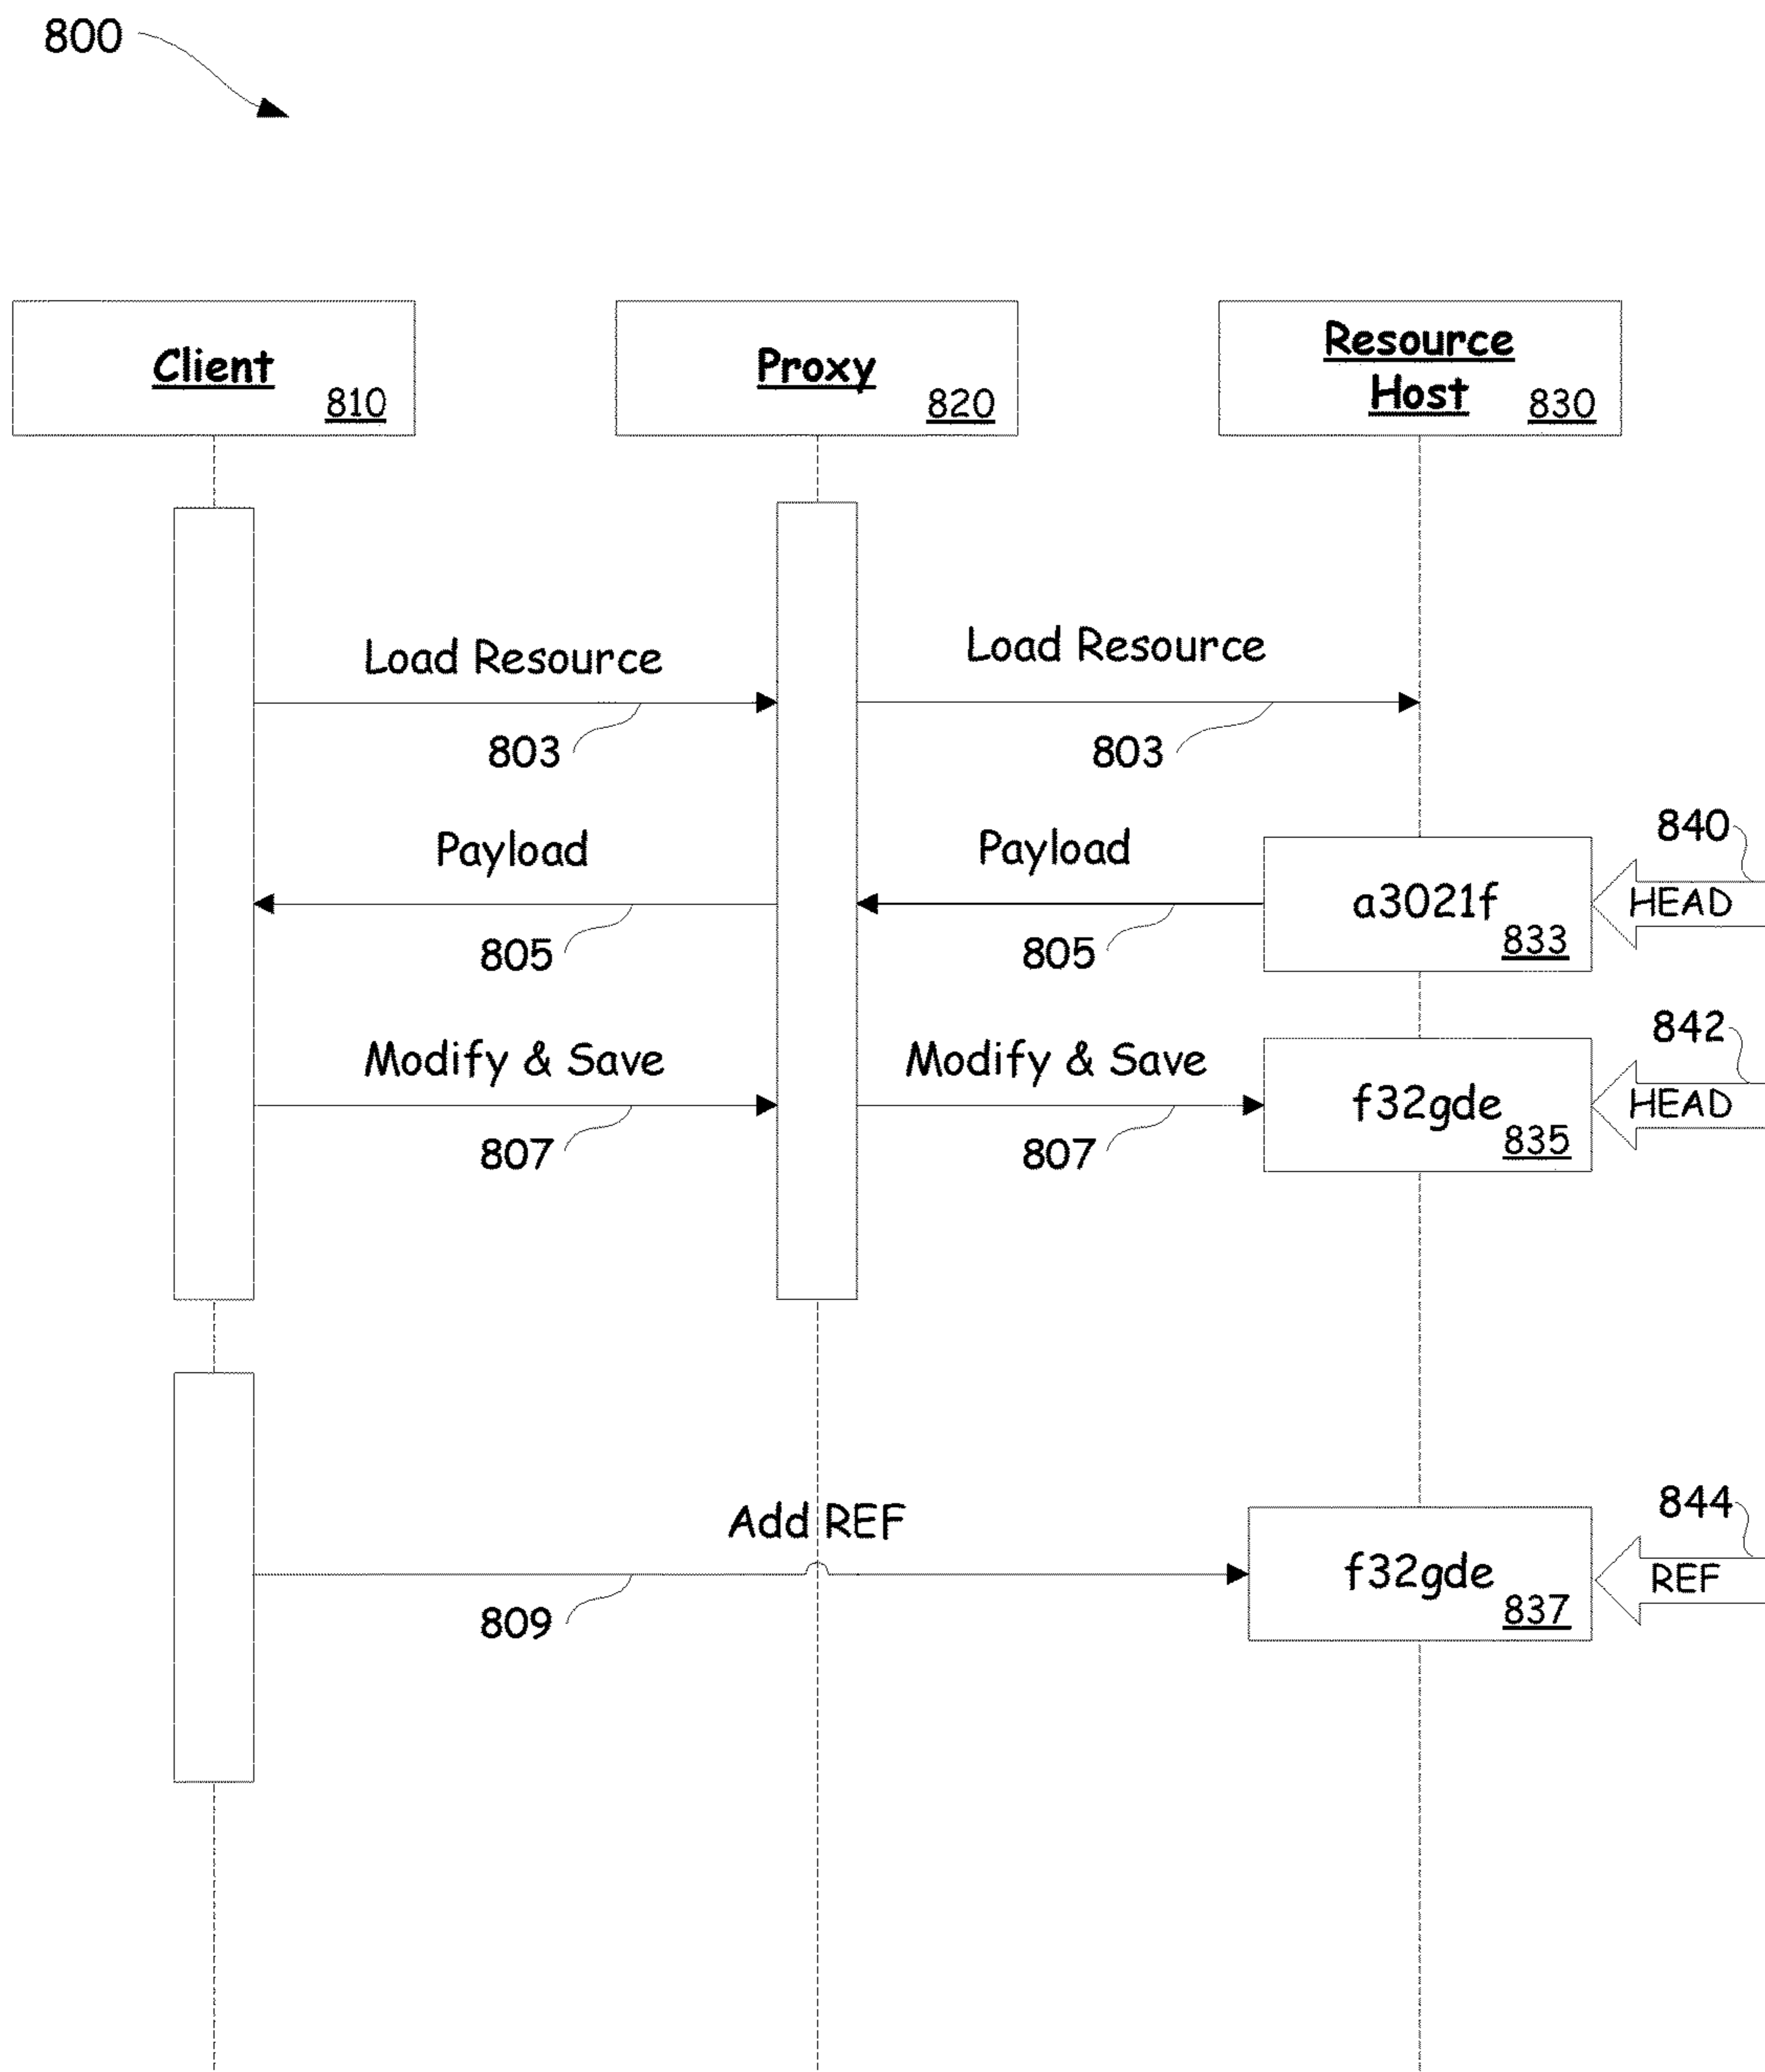 800
Client
810
Proxy
820
Resource
Host
830
Load Resource
803
Load Resource
803
Payload
805
Payload
805
a3021f
833
840
HEAD
Modify & Save
807
Modify & Save
807
f32gde
835
842
HEAD
Add REF
809
f32gde
837
844
REF